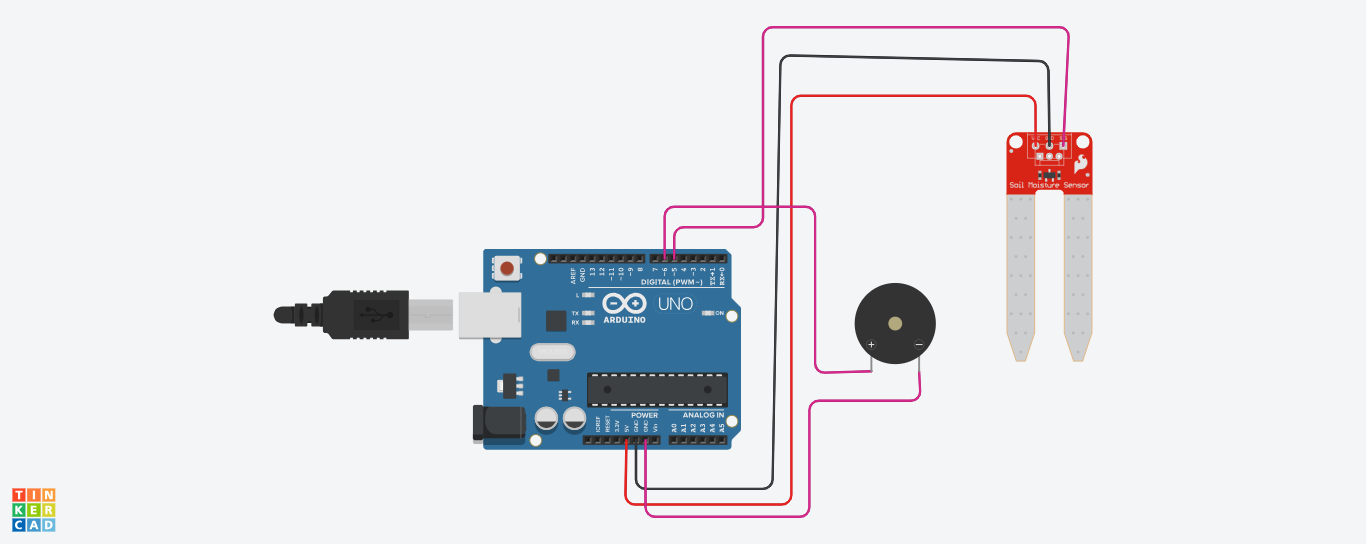 Soil Moisture Sensor
AREF
GND
13
12
~11
~10
~9
8
7
~6
~5
4
~3
2
TX→1
RX←0
DIGITAL (PWM~)
L
TX
RX
UNO
ARDUINO
ON
+
−
POWER
ANALOG IN
IOREF
RESET
3.3V
5V
GND
GND
Vin
A0
A1
A2
A3
A4
A5
TIN
KER
CAD